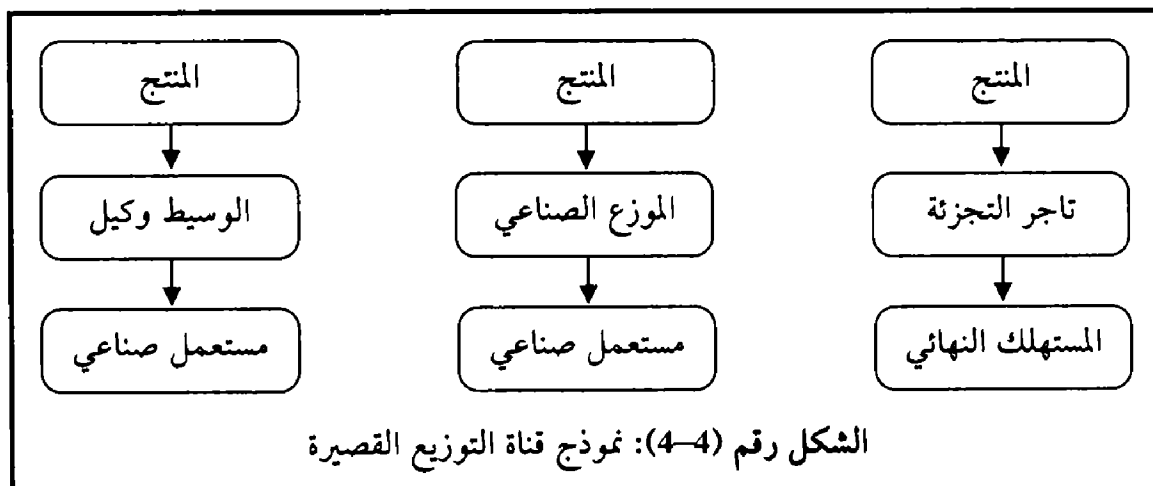 المنتج
المنتج
المنتج
تاجر التجزئة
الموزع الصناعي
الوسيط وكيل
المستهلك النهائي
مستعمل صناعي
مستعمل صناعي
الشكل رقم (4–4): نموذج قناة التوزيع القصيرة